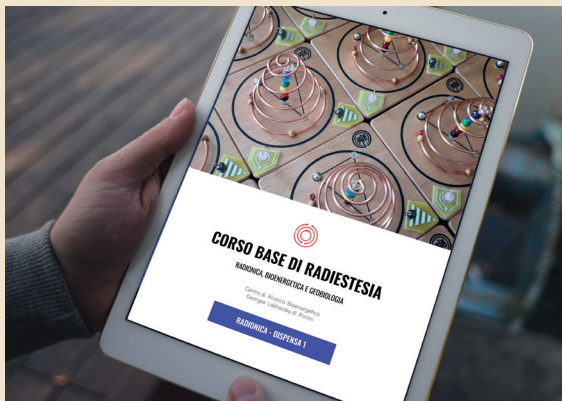 CORSO BASE DI RADIESTESIA
RADIONICA, BIOENERGETICA E GEOBIOLOGIA
Centro di Ricerca Bioenergetica
Georges Lakhovsky di Rimini
RADIONICA - DISPENSA 1